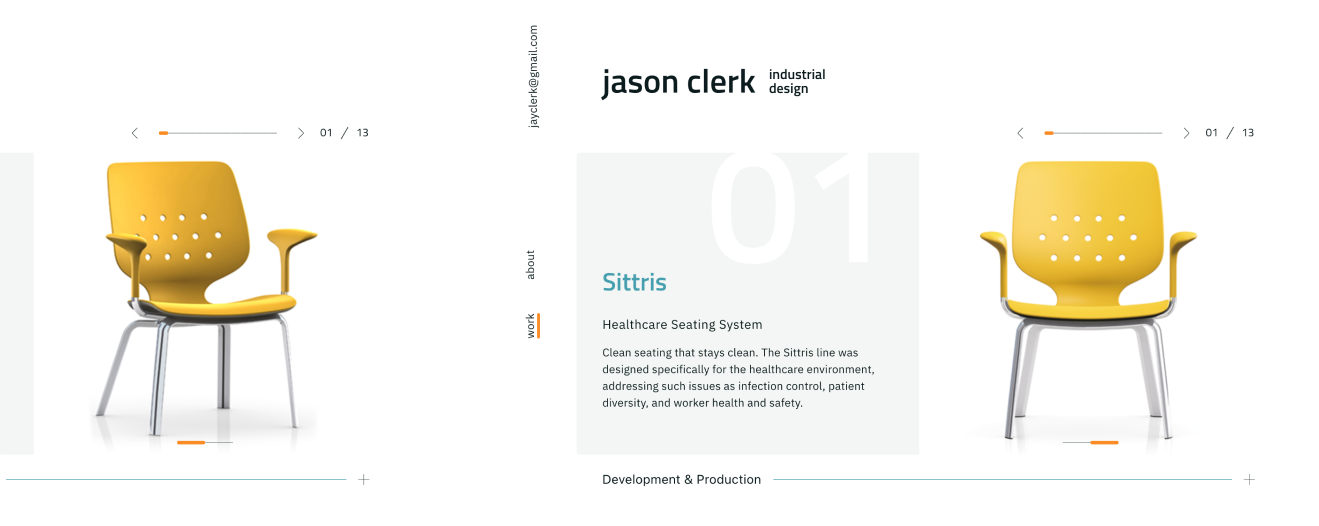 01 / 13
jayclerk@gmail.com
about
work
jason clerk
industrial
design
01 / 13
01
Sittris
Healthcare Seating System
Clean seating that stays clean. The Sittris line was
designed specifically for the healthcare environment,
addressing such issues as infection control, patient
diversity, and worker health and safety.
Development & Production